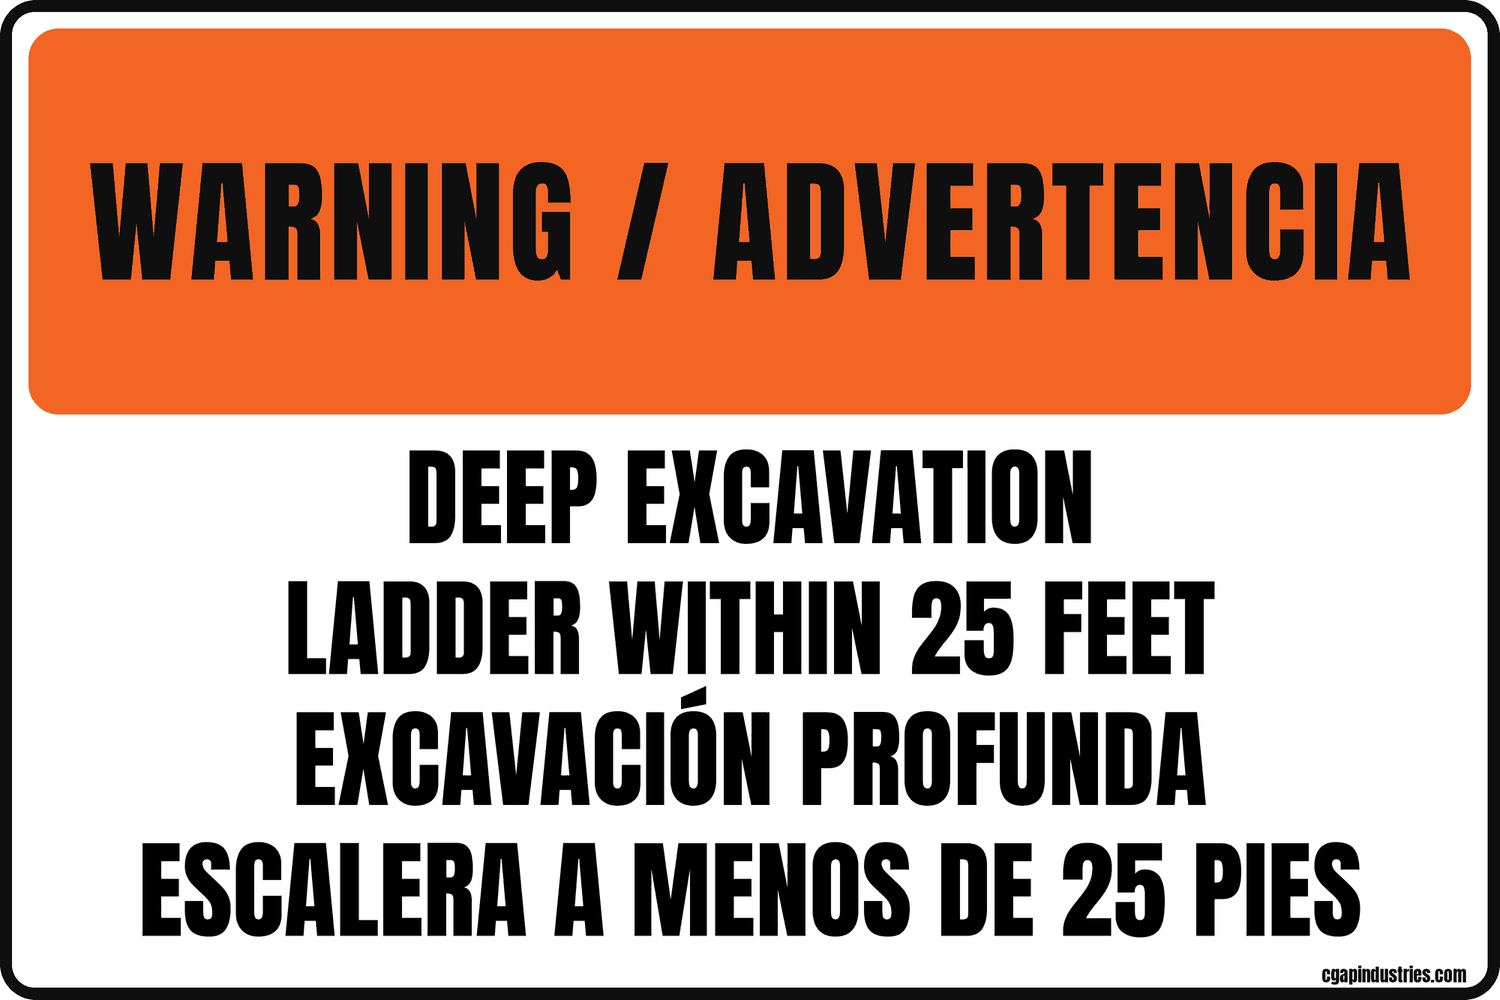 WARNING / ADVERTENCIA
DEEP EXCAVATION
LADDER WITHIN 25 FEET
EXCAVACIÓN PROFUNDA
ESCALERA A MENOS DE 25 PIES
cgapindustries.com